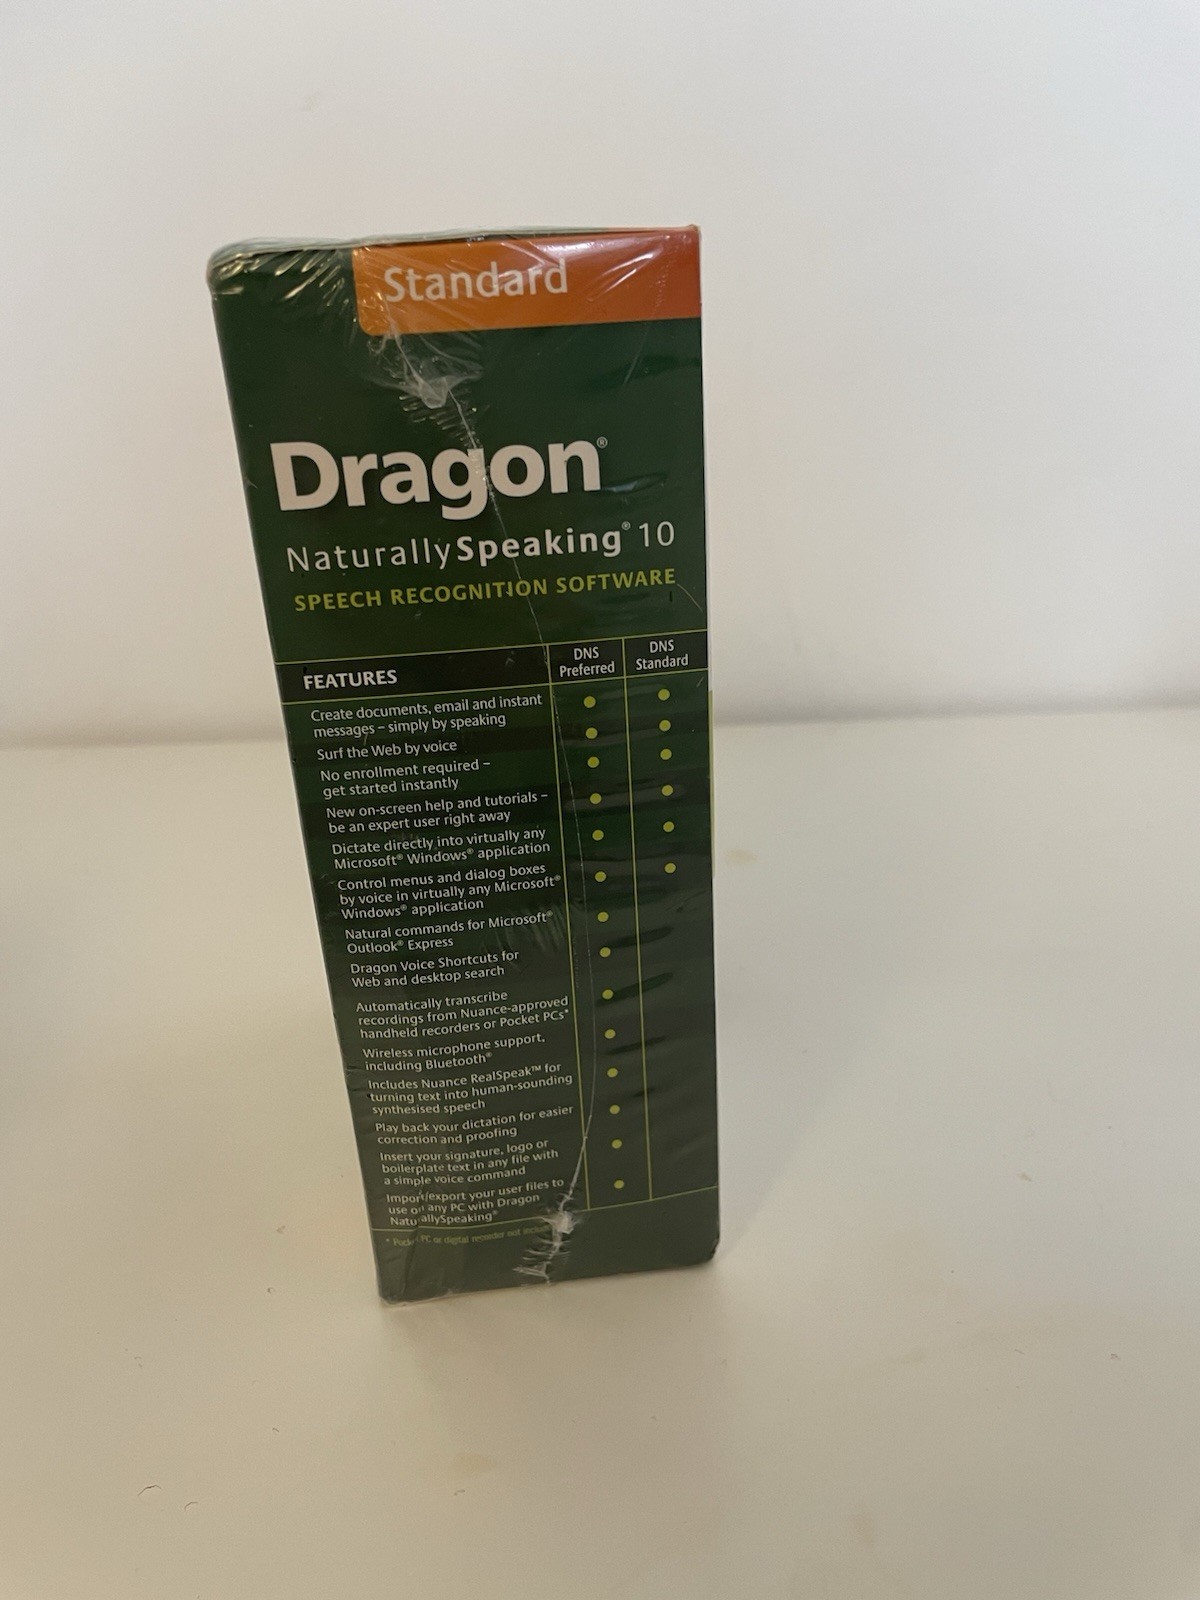 Standard
Dragon®
NaturallySpeaking® 10
SPEECH RECOGNITION SOFTWARE
FEATURES
DNS Preferred
DNS Standard
Create documents, email and instant
messages – simply by speaking
Surf the Web by voice
No enrollment required –
get started instantly
New on-screen help and tutorials –
be an expert user right away
Dictate directly into virtually any
Microsoft® Windows® application
Control menus and dialog boxes
by voice in virtually any Microsoft®
Windows® application
Natural commands for Microsoft®
Outlook® Express
Dragon Voice Shortcuts for
Web and desktop search
Automatically transcribe
recordings from Nuance-approved
handheld recorders or Pocket PCs*
Wireless microphone support,
including Bluetooth®
Includes Nuance RealSpeak™ for
turning text into human-sounding
synthesised speech
Play back your dictation for easier
correction and proofing
Insert your signature, logo or
boilerplate text in any file with
a simple voice command
Import/export your user files to
use on any PC with Dragon
NaturallySpeaking®
* Pocket PC or digital recorder not